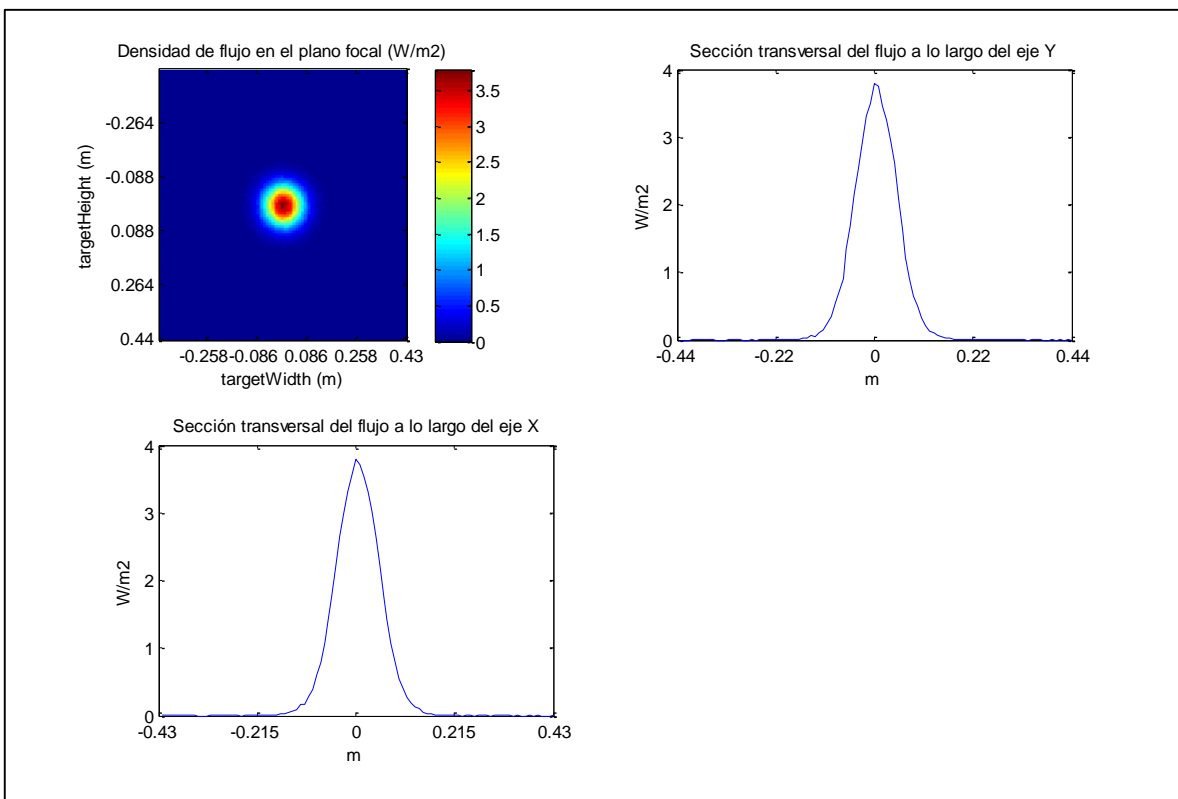 Densidad de flujo en el plano focal (W/m2)
targetHeight (m)
-0.264
-0.088
0.088
0.264
0.44
-0.258 -0.086 0.086 0.258 0.43
targetWidth (m)
3.5
3
2.5
2
1.5
1
0.5
0
Sección transversal del flujo a lo largo del eje Y
W/m2
4
3
2
1
0
-0.44 -0.22 0 0.22 0.44
m
Sección transversal del flujo a lo largo del eje X
W/m2
4
3
2
1
0
-0.43 -0.215 0 0.215 0.43
m